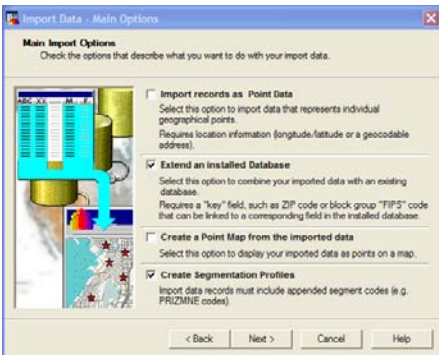 Import Data - Main Options
Main Import Options
Check the options that describe what you want to do with your import data.
Import records as Point Data
Select this option to import data that represents individual
geographical points.
Requires location information (longitude/latitude or a geocodable
address).
Extend an installed Database
Select this option to combine your imported data with an existing
database.
Requires a "key" field, such as ZIP code or block group "FIPS" code
that can be linked to a corresponding field in the installed database.
Create a Point Map from the imported data
Select this option to display your imported data as points on a map.
Create Segmentation Profiles
Import data records must include appended segment codes (e.g.
PRIZMNE codes).
< Back
Next >
Cancel
Help